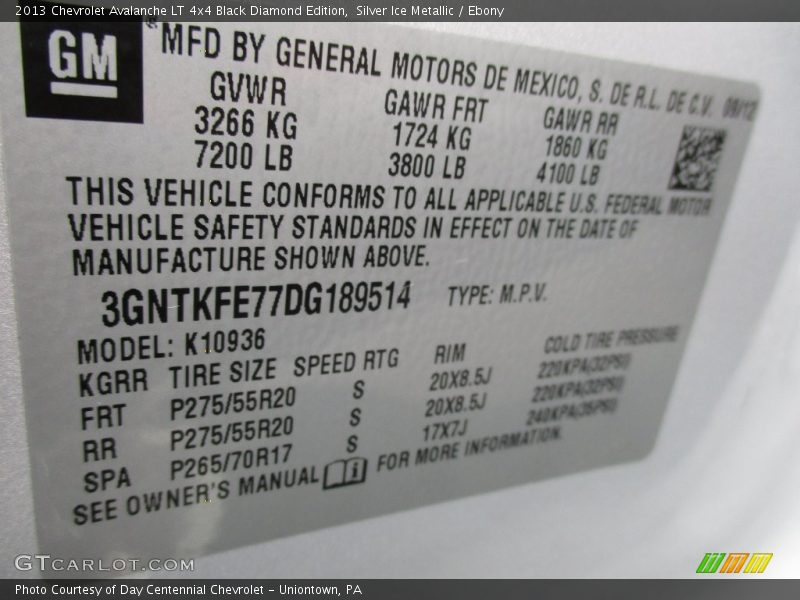 2013 Chevrolet Avalanche LT 4x4 Black Diamond Edition, Silver Ice Metallic / Ebony
GM
MFD BY GENERAL MOTORS DE MEXICO, S. DE R.L. DE C.V. 09/12
GVWR GAWR FRT GAWR RR
3266 KG 1724 KG 1860 KG
7200 LB 3800 LB 4100 LB
THIS VEHICLE CONFORMS TO ALL APPLICABLE U.S. FEDERAL MOTOR
VEHICLE SAFETY STANDARDS IN EFFECT ON THE DATE OF
MANUFACTURE SHOWN ABOVE.
3GNTKFE77DG189514 TYPE: M.P.V.
MODEL: K10936
KGRR TIRE SIZE SPEED RTG RIM COLD TIRE PRESSURE
FRT P275/55R20 S 20X8.5J 220KPA(32PSI)
RR P275/55R20 S 20X8.5J 220KPA(32PSI)
SPA P265/70R17 S 17X7J 240KPA(35PSI)
SEE OWNER'S MANUAL FOR MORE INFORMATION.
GTCARLOT.COM
Photo Courtesy of Day Centennial Chevrolet - Uniontown, PA